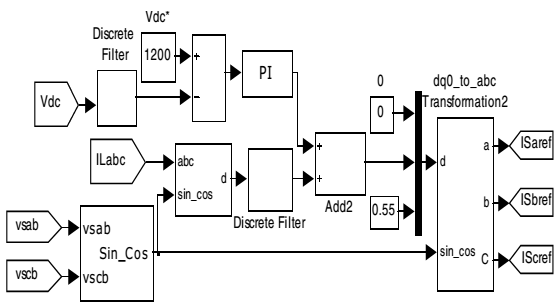 Vdc*
Discrete
Filter
1200
+
-
PI
Vdc
0
0
dq0_to_abc
Transformation2
ILabc
abc
d
sin_cos
Discrete Filter
+
+
Add2
0.55
d
sin_cos
a
b
C
ISaref
ISbref
IScref
vsab
vscb
vsab
vscb
Sin_Cos